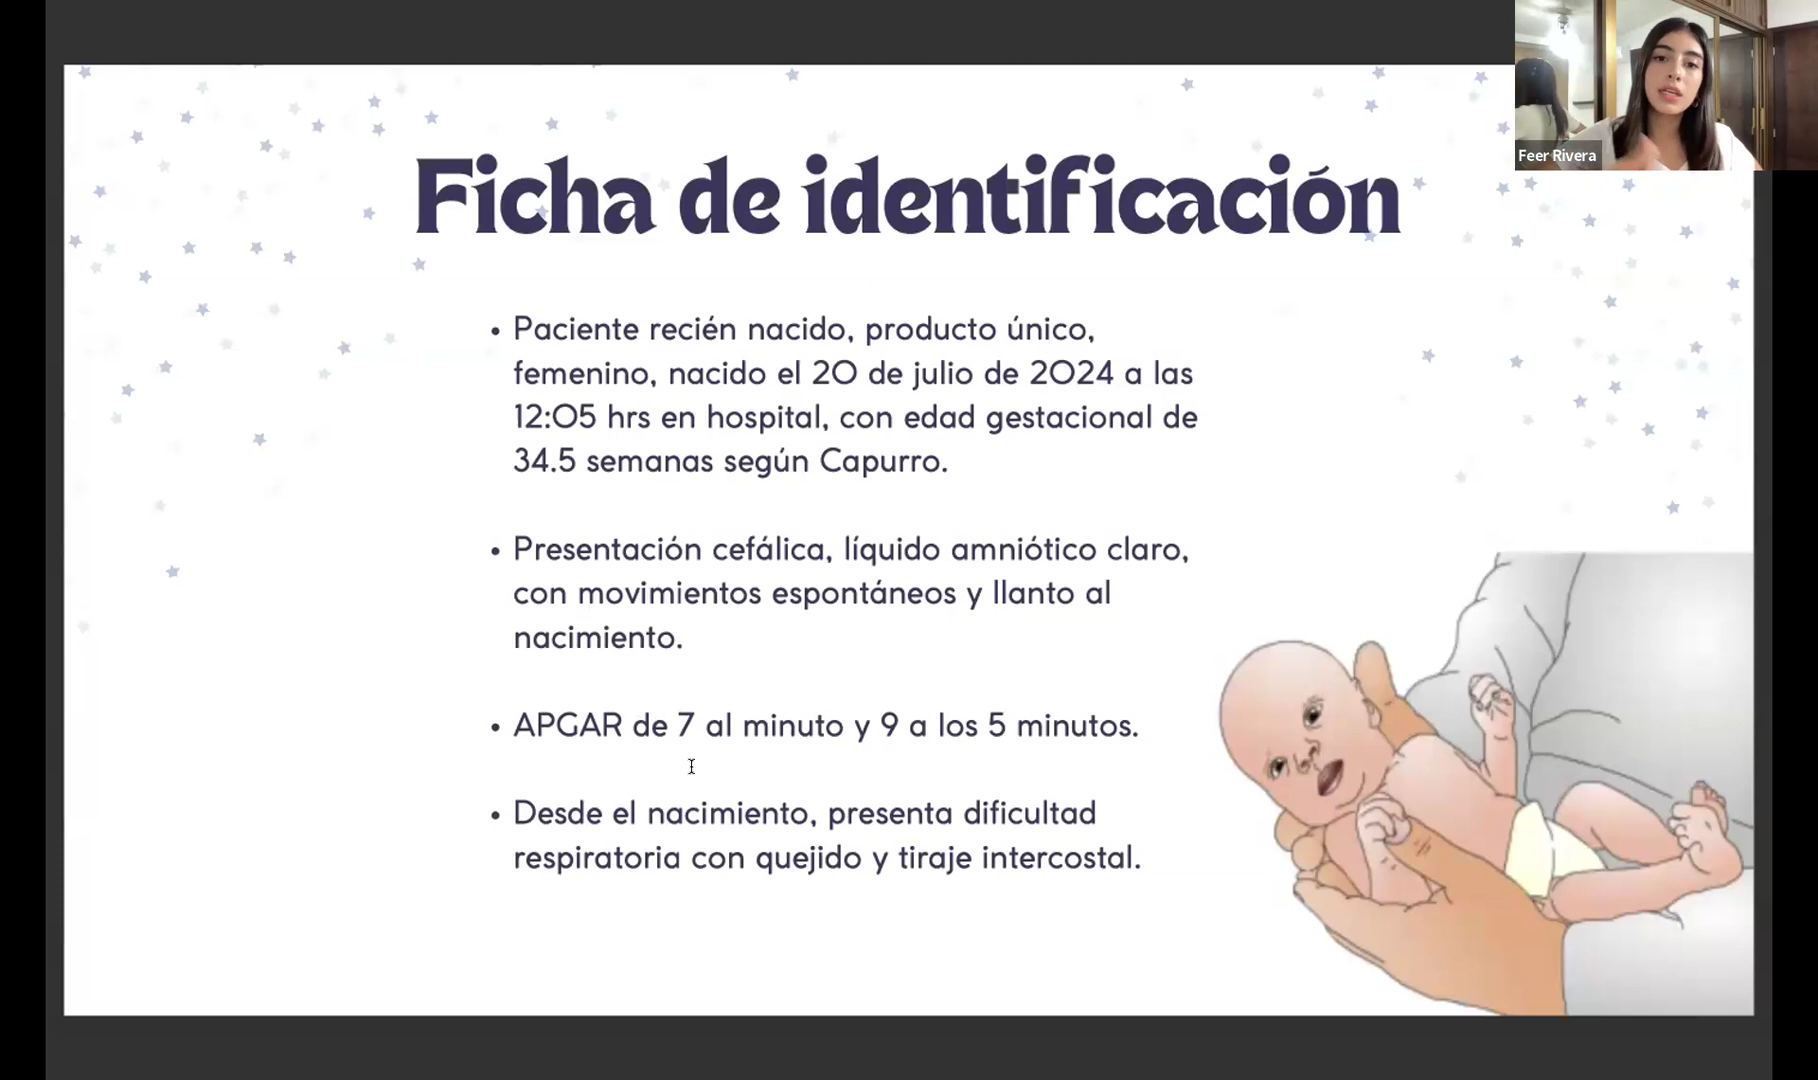 Feer Rivera
Ficha de identificación
• Paciente recién nacido, producto único,
femenino, nacido el 20 de julio de 2024 a las
12:05 hrs en hospital, con edad gestacional de
34.5 semanas según Capurro.
• Presentación cefálica, líquido amniótico claro,
con movimientos espontáneos y llanto al
nacimiento.
• APGAR de 7 al minuto y 9 a los 5 minutos.
• Desde el nacimiento, presenta dificultad
respiratoria con quejido y tiraje intercostal.